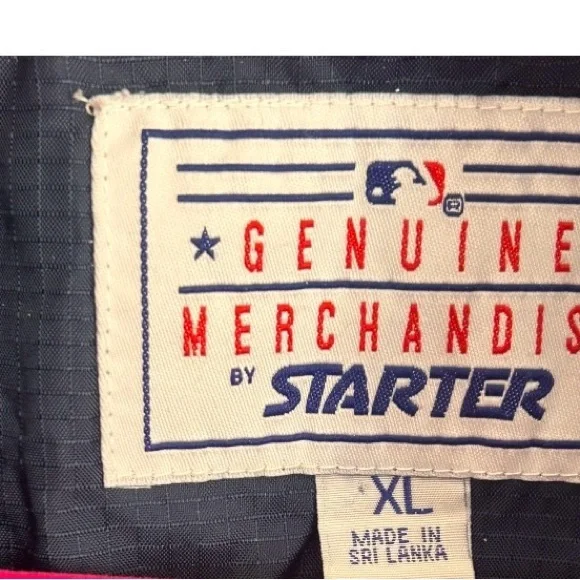 GENUINE
MERCHANDIS
BY STARTER
XL
MADE IN
SRI LANKA